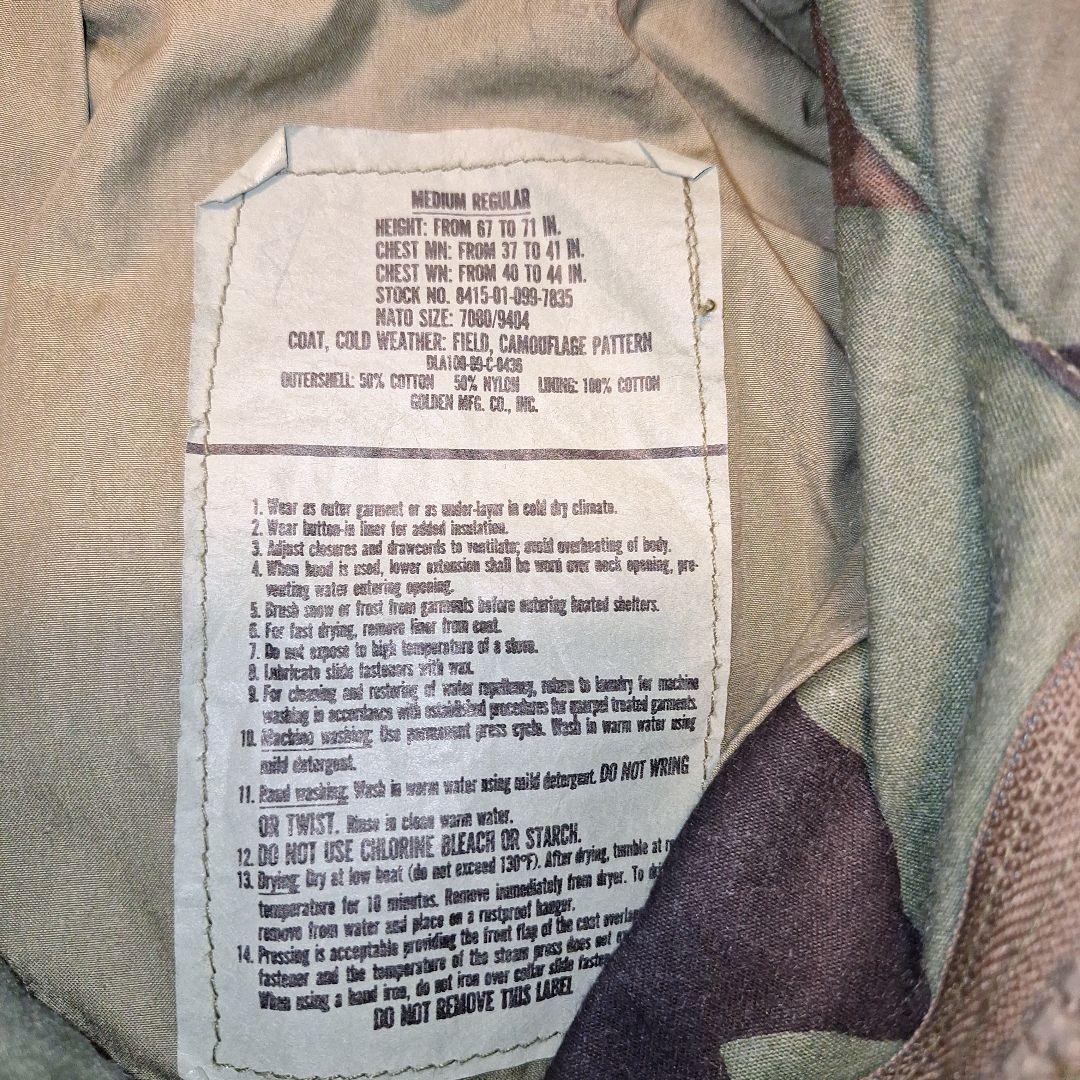 MEDIUM REGULAR
HEIGHT: FROM 67 TO 71 IN.
CHEST MN: FROM 37 TO 41 IN.
CHEST WN: FROM 40 TO 44 IN.
STOCK NO. 8415-01-099-7835
NATO SIZE: 7080/9404
COAT, COLD WEATHER: FIELD, CAMOUFLAGE PATTERN
OUTERSHELL: 50% COTTON 50% NYLON LINING: 100% COTTON
GOLDEN MFG. CO., INC.
1. Wear as outer garment or as under-layer in cold dry climate.
2. Wear button-in liner for added insulation.
3. Adjust closures and drawcords to ventilate; avoid overheating of body.
4. When hood is used, lower extension shall be worn over neck opening, pre-
venting water entering opening.
5. Brush snow or frost from garments before entering heated shelters.
6. For fast drying, remove liner from coat.
7. Do not expose to high temperature of a stove.
8. Lubricate slide fasteners with wax.
9. For cleaning and restoring of water repellency, return to laundry for machine
washing in accordance with established procedures for quarpel treated garments.
10. Machine washing: Use permanent press cycle. Wash in warm water using
mild detergent.
11. Hand washing: Wash in warm water using mild detergent. DO NOT WRING
OR TWIST. Rinse in clean warm water.
12. DO NOT USE CHLORINE BLEACH OR STARCH.
13. Drying: Dry at low heat (do not exceed 130°F). After drying, tumble at
temperature for 10 minutes. Remove immediately from dryer. To
remove from water and place on a rustproof hanger.
14. Pressing is acceptable providing the front flap of the coat
fastener and the temperature of the steam press does not
When using a hand iron, do not iron over collar slide
DO NOT REMOVE THIS LABEL